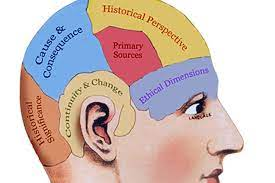 Historical Perspective
Cause &
Consequence
Primary
Sources
Ethical Dimensions
Continuity & Change
Historical
Significance